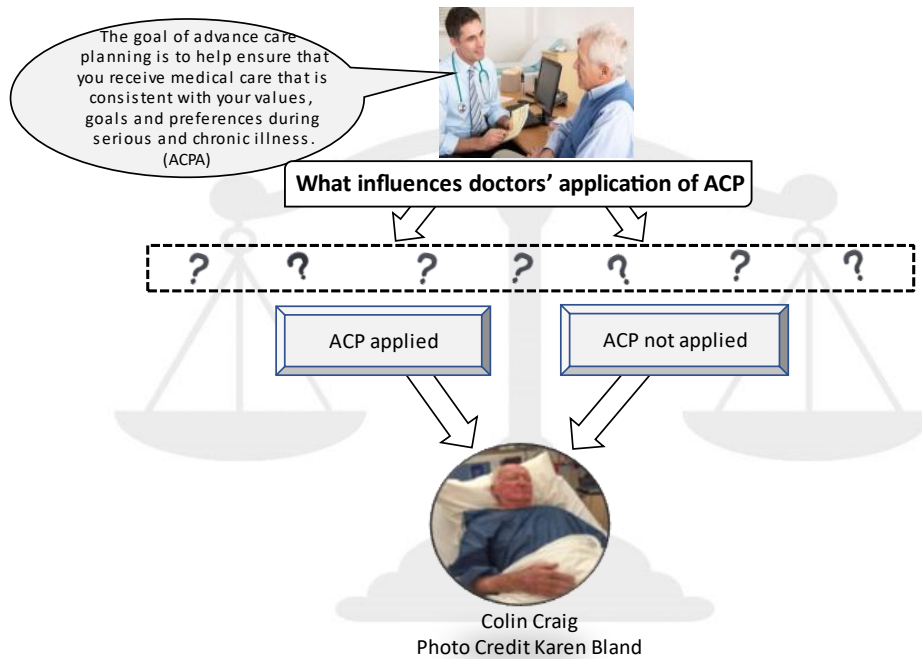 The goal of advance care
planning is to help ensure that
you receive medical care that is
consistent with your values,
goals and preferences during
serious and chronic illness.
(ACPA)
What influences doctors’ application of ACP
? ? ? ? ? ? ?
ACP applied
ACP not applied
Colin Craig
Photo Credit Karen Bland